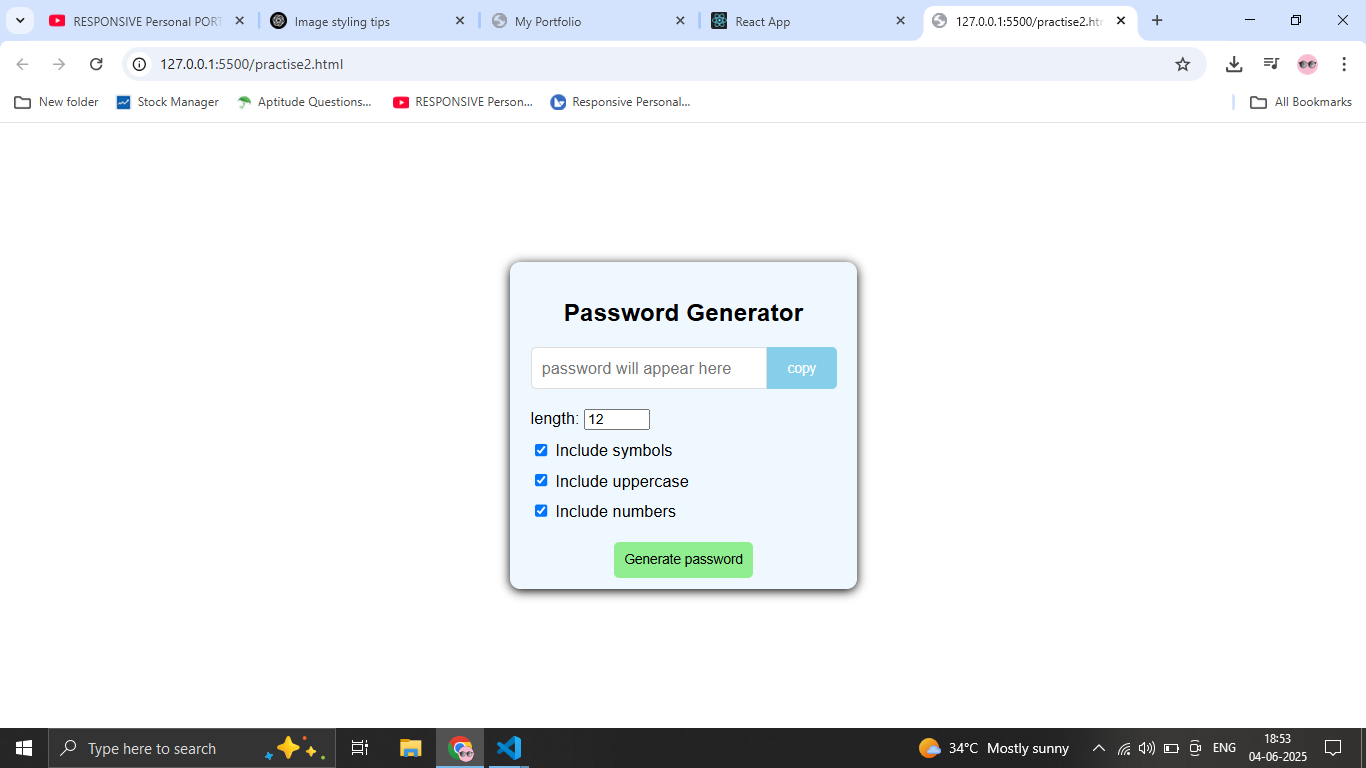 RESPONSIVE Personal PORT
Image styling tips
My Portfolio
React App
127.0.0.1:5500/practise2.htm
127.0.0.1:5500/practise2.html
New folder
Stock Manager
Aptitude Questions...
RESPONSIVE Person...
Responsive Personal...
All Bookmarks
Password Generator
password will appear here
copy
length: 12
Include symbols
Include uppercase
Include numbers
Generate password
Type here to search
34°C Mostly sunny
ENG
18:53
04-06-2025